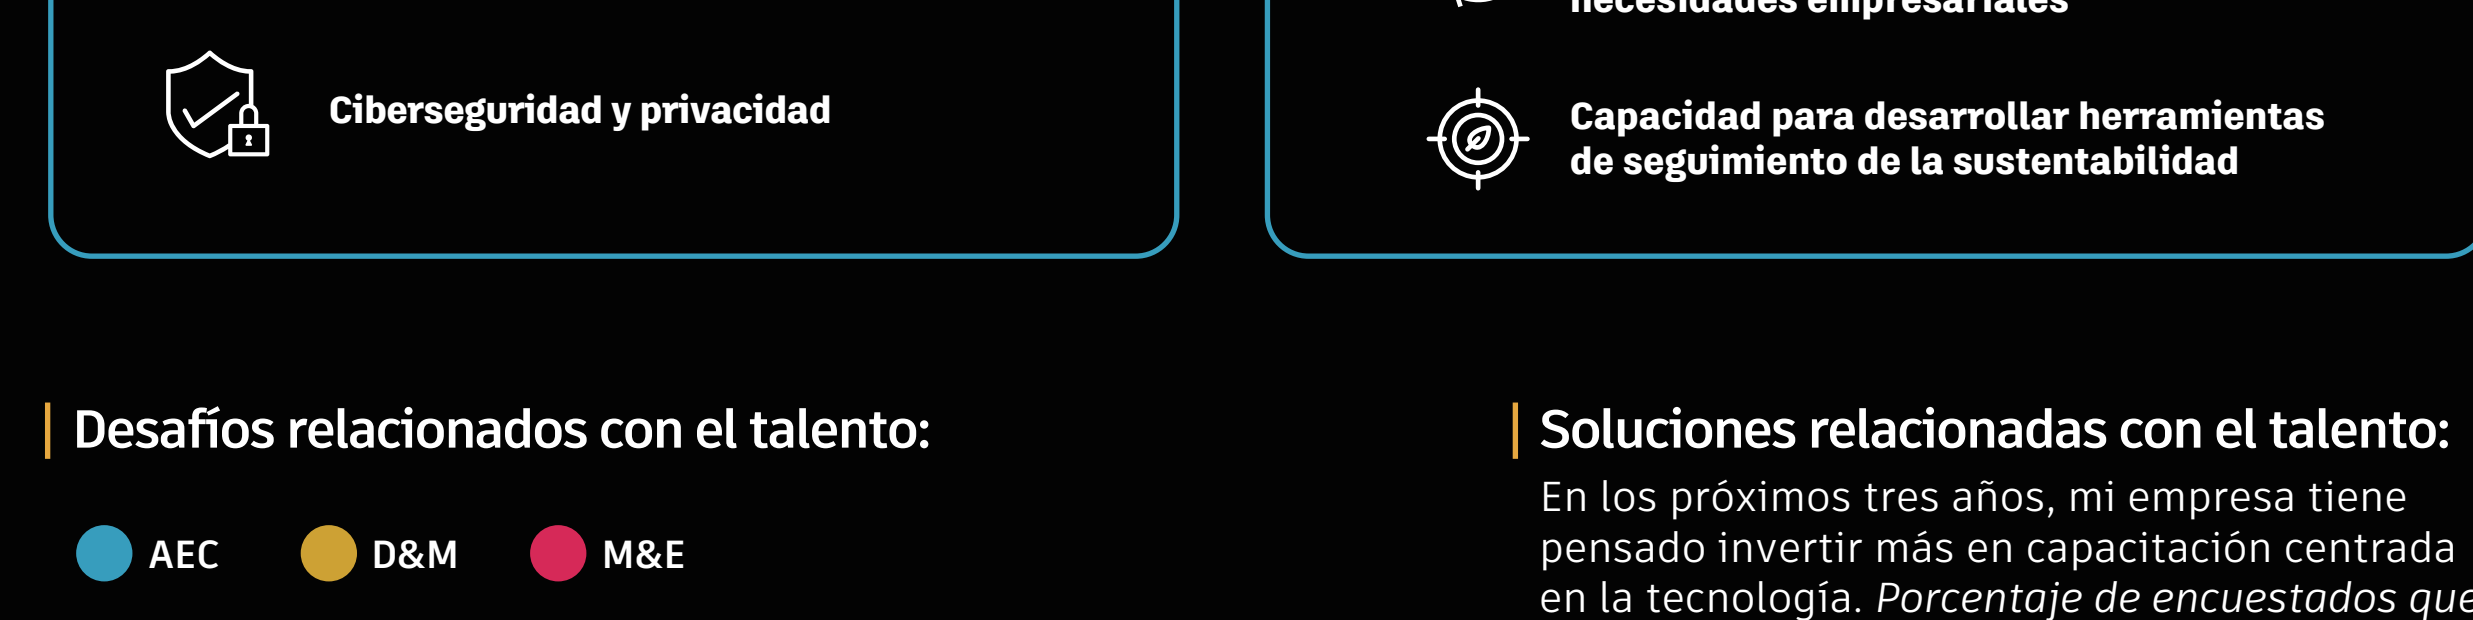 necesidades empresariales
Ciberseguridad y privacidad
Capacidad para desarrollar herramientas
de seguimiento de la sustentabilidad
Desafíos relacionados con el talento:
AEC
D&M
M&E
Soluciones relacionadas con el talento:
En los próximos tres años, mi empresa tiene
pensado invertir más en capacitación centrada
en la tecnología. Porcentaje de encuestados que